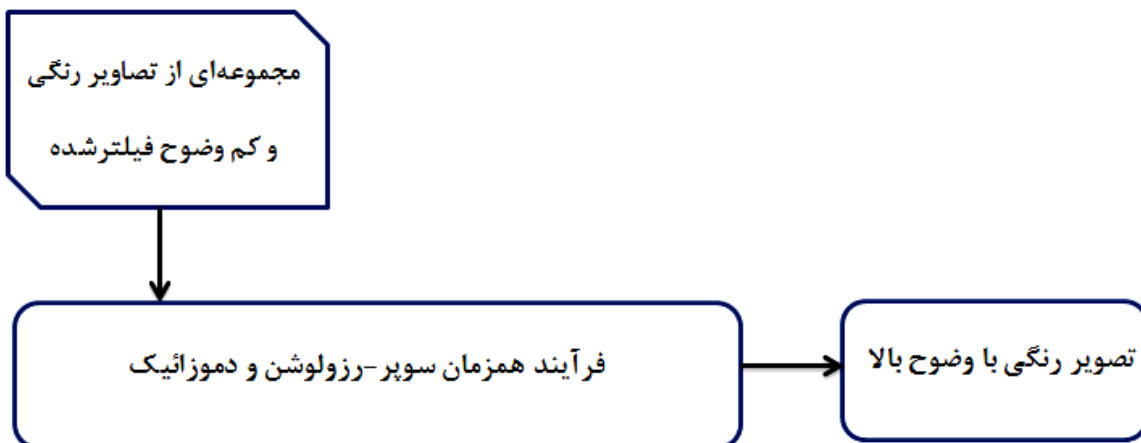 مجموعه‌ای از تصاویر رنگی
و کم وضوح فیلترشده
فرآیند همزمان سوپر-رزولوشن و دموزائیک
تصویر رنگی با وضوح بالا